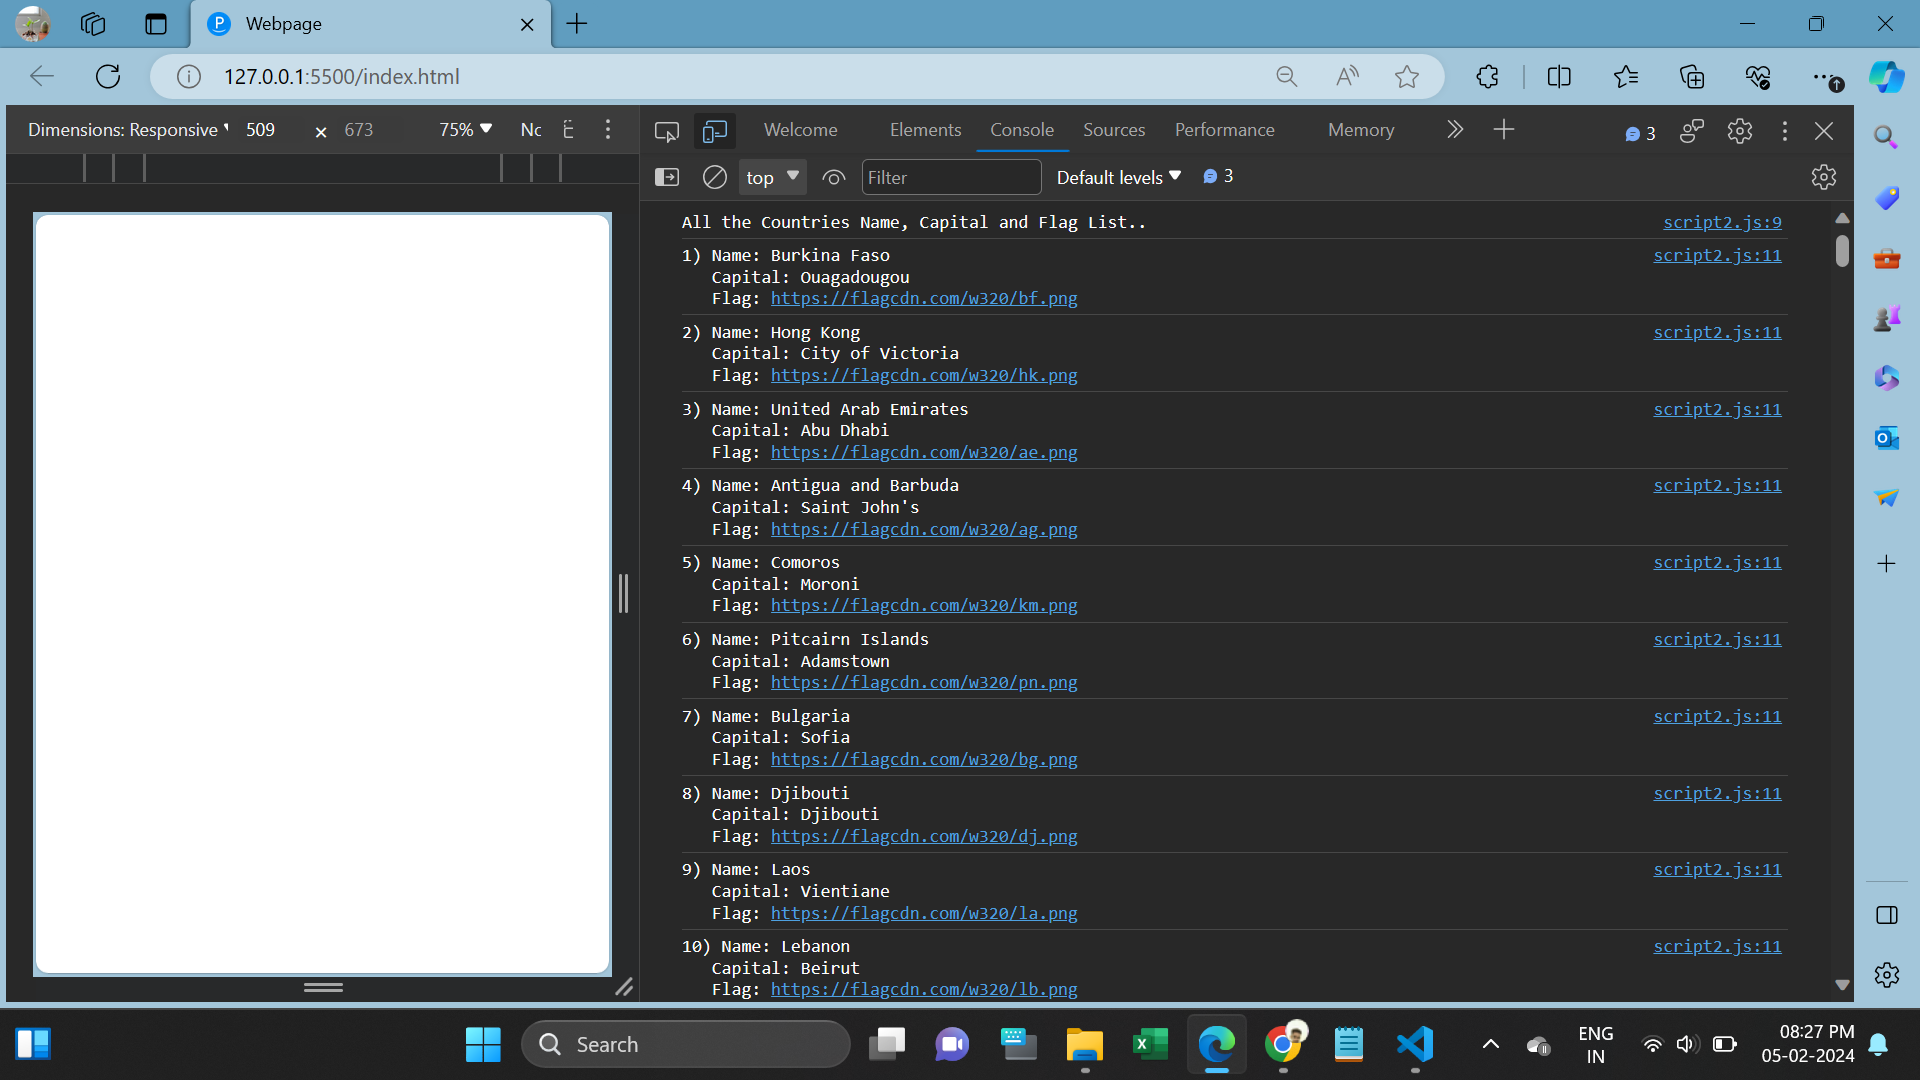 Webpage
127.0.0.1:5500/index.html
Dimensions: Responsive 509 × 673 75% No
Welcome Elements Console Sources Performance Memory 3
top Filter Default levels 3
All the Countries Name, Capital and Flag List.. script2.js:9
1) Name: Burkina Faso script2.js:11
Capital: Ouagadougou
Flag: https://flagcdn.com/w320/bf.png
2) Name: Hong Kong script2.js:11
Capital: City of Victoria
Flag: https://flagcdn.com/w320/hk.png
3) Name: United Arab Emirates script2.js:11
Capital: Abu Dhabi
Flag: https://flagcdn.com/w320/ae.png
4) Name: Antigua and Barbuda script2.js:11
Capital: Saint John's
Flag: https://flagcdn.com/w320/ag.png
5) Name: Comoros script2.js:11
Capital: Moroni
Flag: https://flagcdn.com/w320/km.png
6) Name: Pitcairn Islands script2.js:11
Capital: Adamstown
Flag: https://flagcdn.com/w320/pn.png
7) Name: Bulgaria script2.js:11
Capital: Sofia
Flag: https://flagcdn.com/w320/bg.png
8) Name: Djibouti script2.js:11
Capital: Djibouti
Flag: https://flagcdn.com/w320/dj.png
9) Name: Laos script2.js:11
Capital: Vientiane
Flag: https://flagcdn.com/w320/la.png
10) Name: Lebanon script2.js:11
Capital: Beirut
Flag: https://flagcdn.com/w320/lb.png
Search
ENG
IN
08:27 PM
05-02-2024